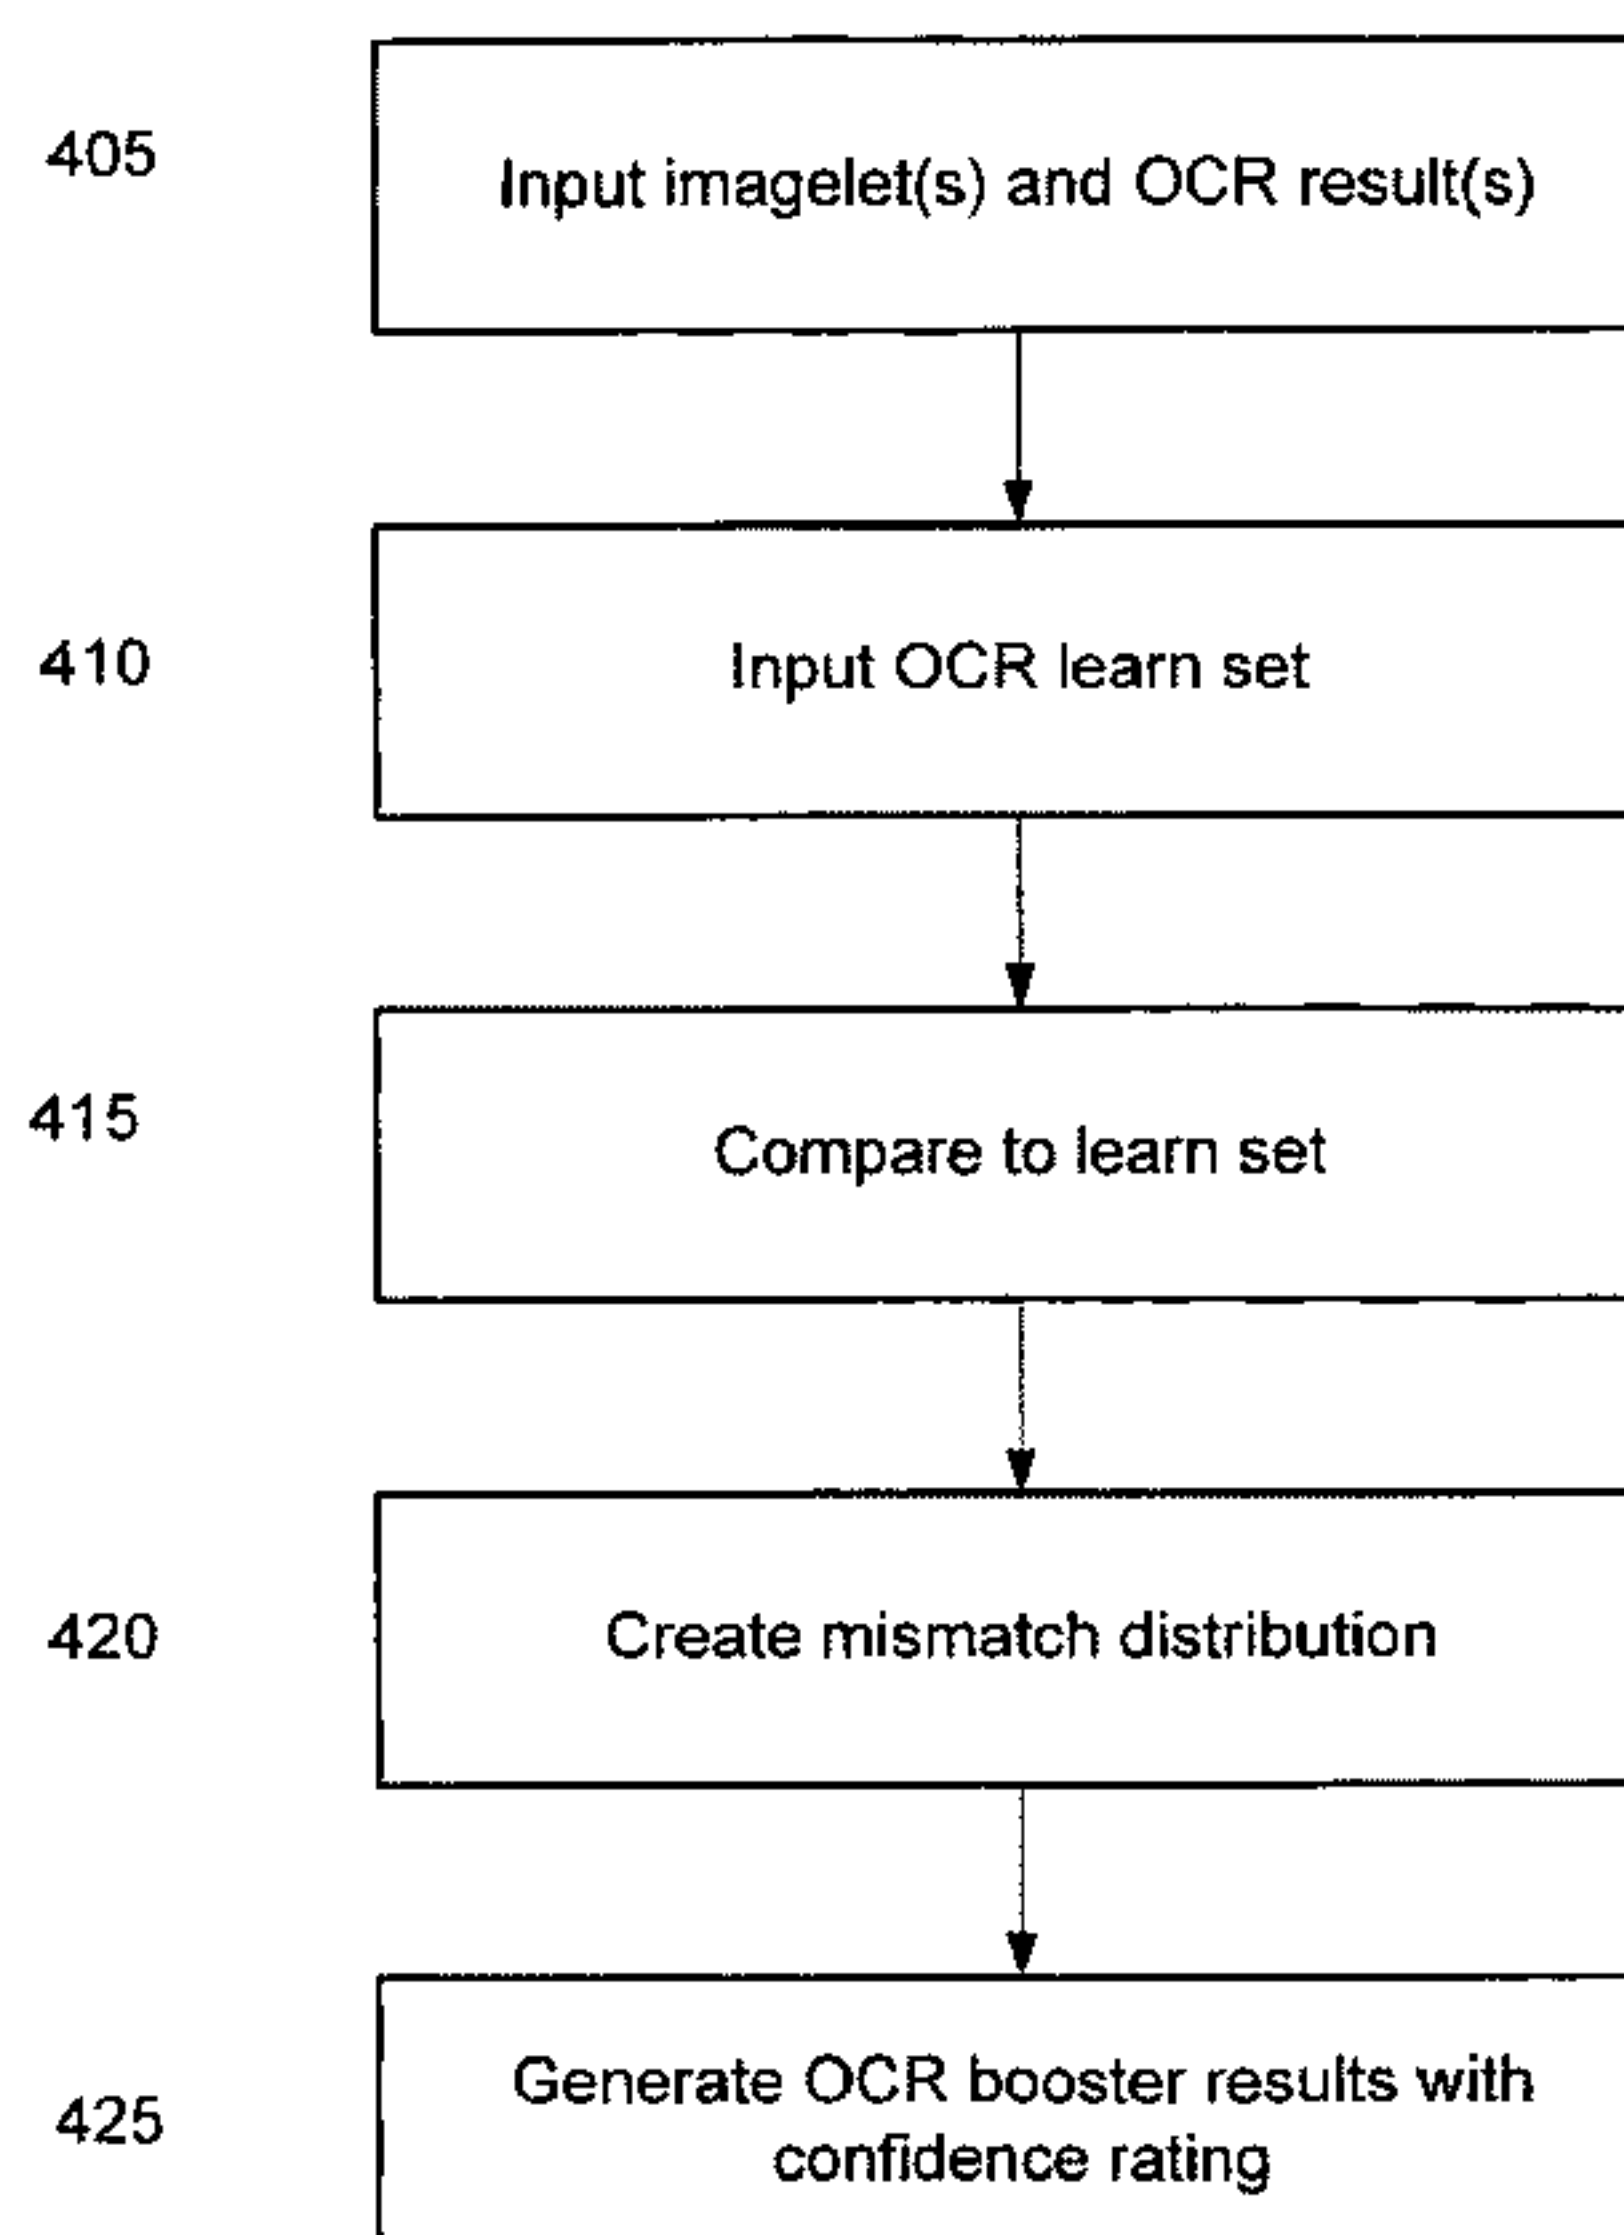 405
Input imagelet(s) and OCR result(s)
410
Input OCR learn set
415
Compare to learn set
420
Create mismatch distribution
425
Generate OCR booster results with
confidence rating